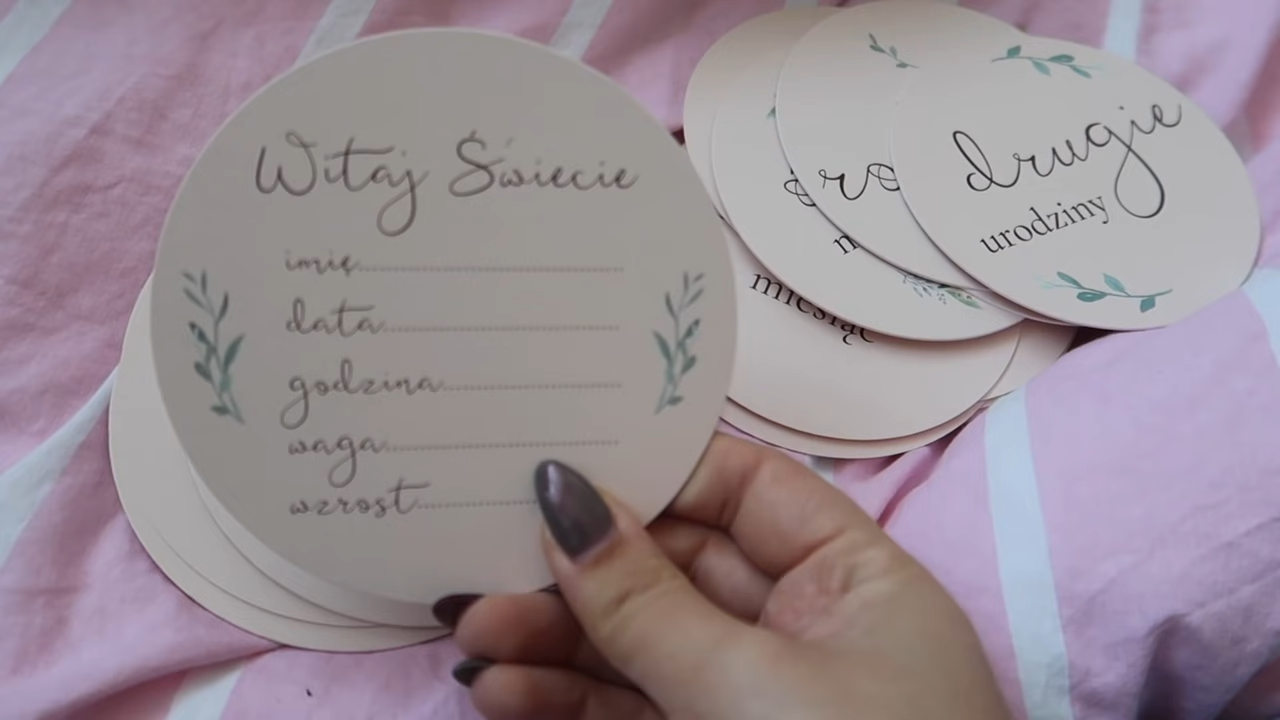 Witaj Świecie
imię
data
godzina
waga
wzrost
drugie
urodziny
miesiąc